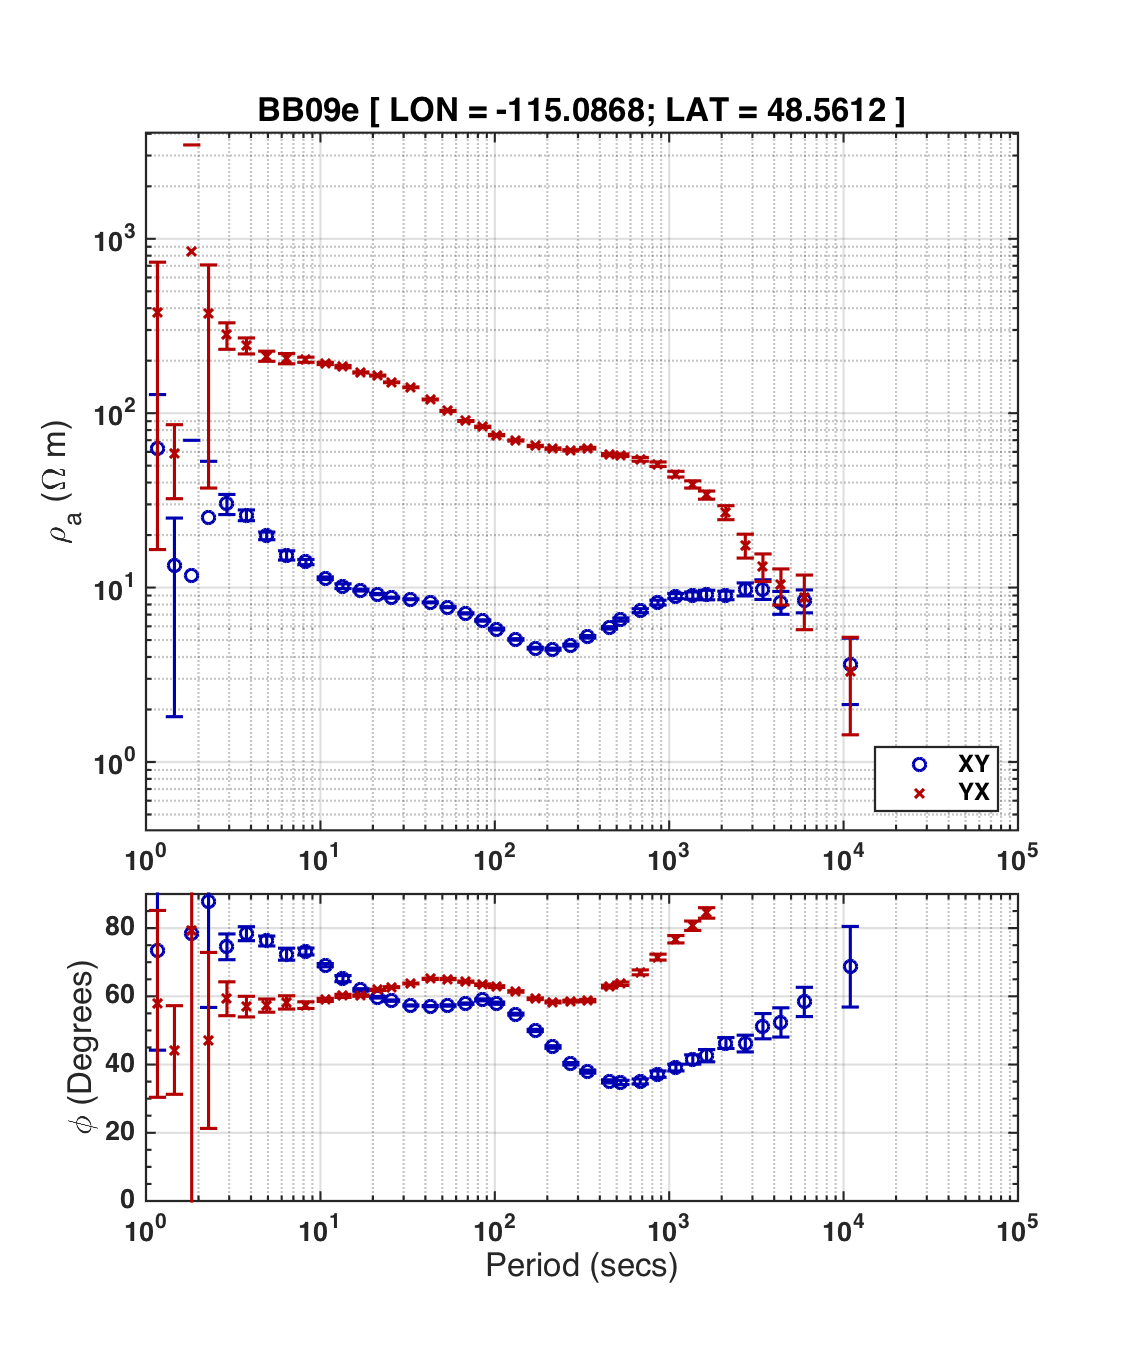 BB09e [ LON = -115.0868; LAT = 48.5612 ]
10³
10²
10¹
10⁰
ρₐ (Ω m)
XY
YX
10⁰ 10¹ 10² 10³ 10⁴ 10⁵
80
60
40
20
0
ϕ (Degrees)
10⁰ 10¹ 10² 10³ 10⁴ 10⁵
Period (secs)